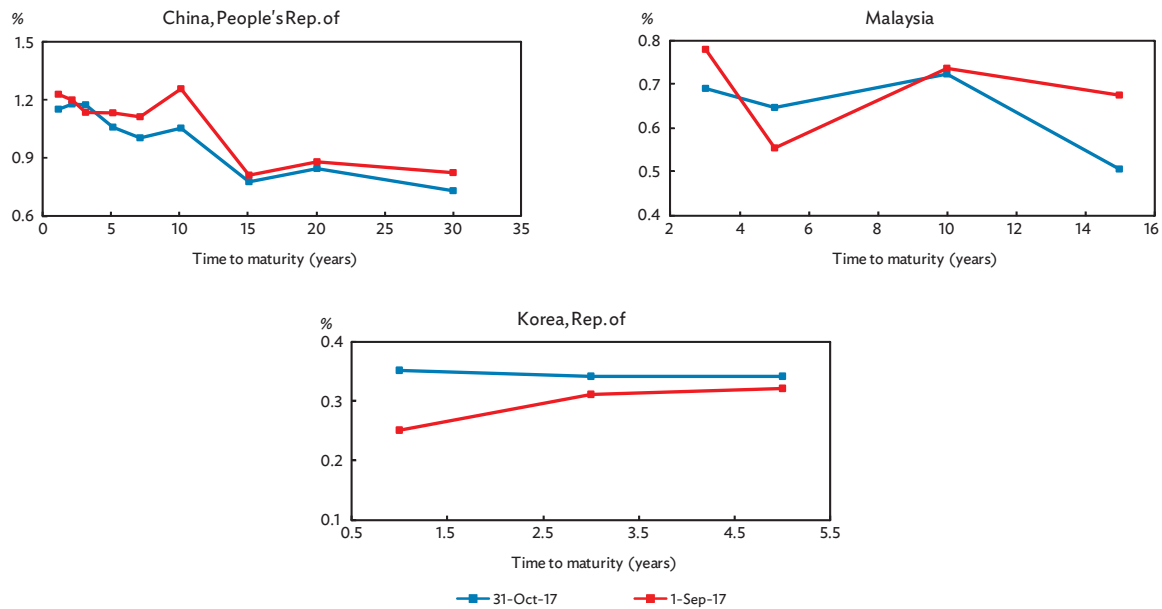 % China, People's Rep. of
1.5
1.2
0.9
0.6
0 5 10 15 20 25 30 35
Time to maturity (years)
% Malaysia
0.8
0.7
0.6
0.5
0.4
2 4 6 8 10 12 14 16
Time to maturity (years)
% Korea, Rep. of
0.4
0.3
0.2
0.1
0.5 1.5 2.5 3.5 4.5 5.5
Time to maturity (years)
31-Oct-17 1-Sep-17